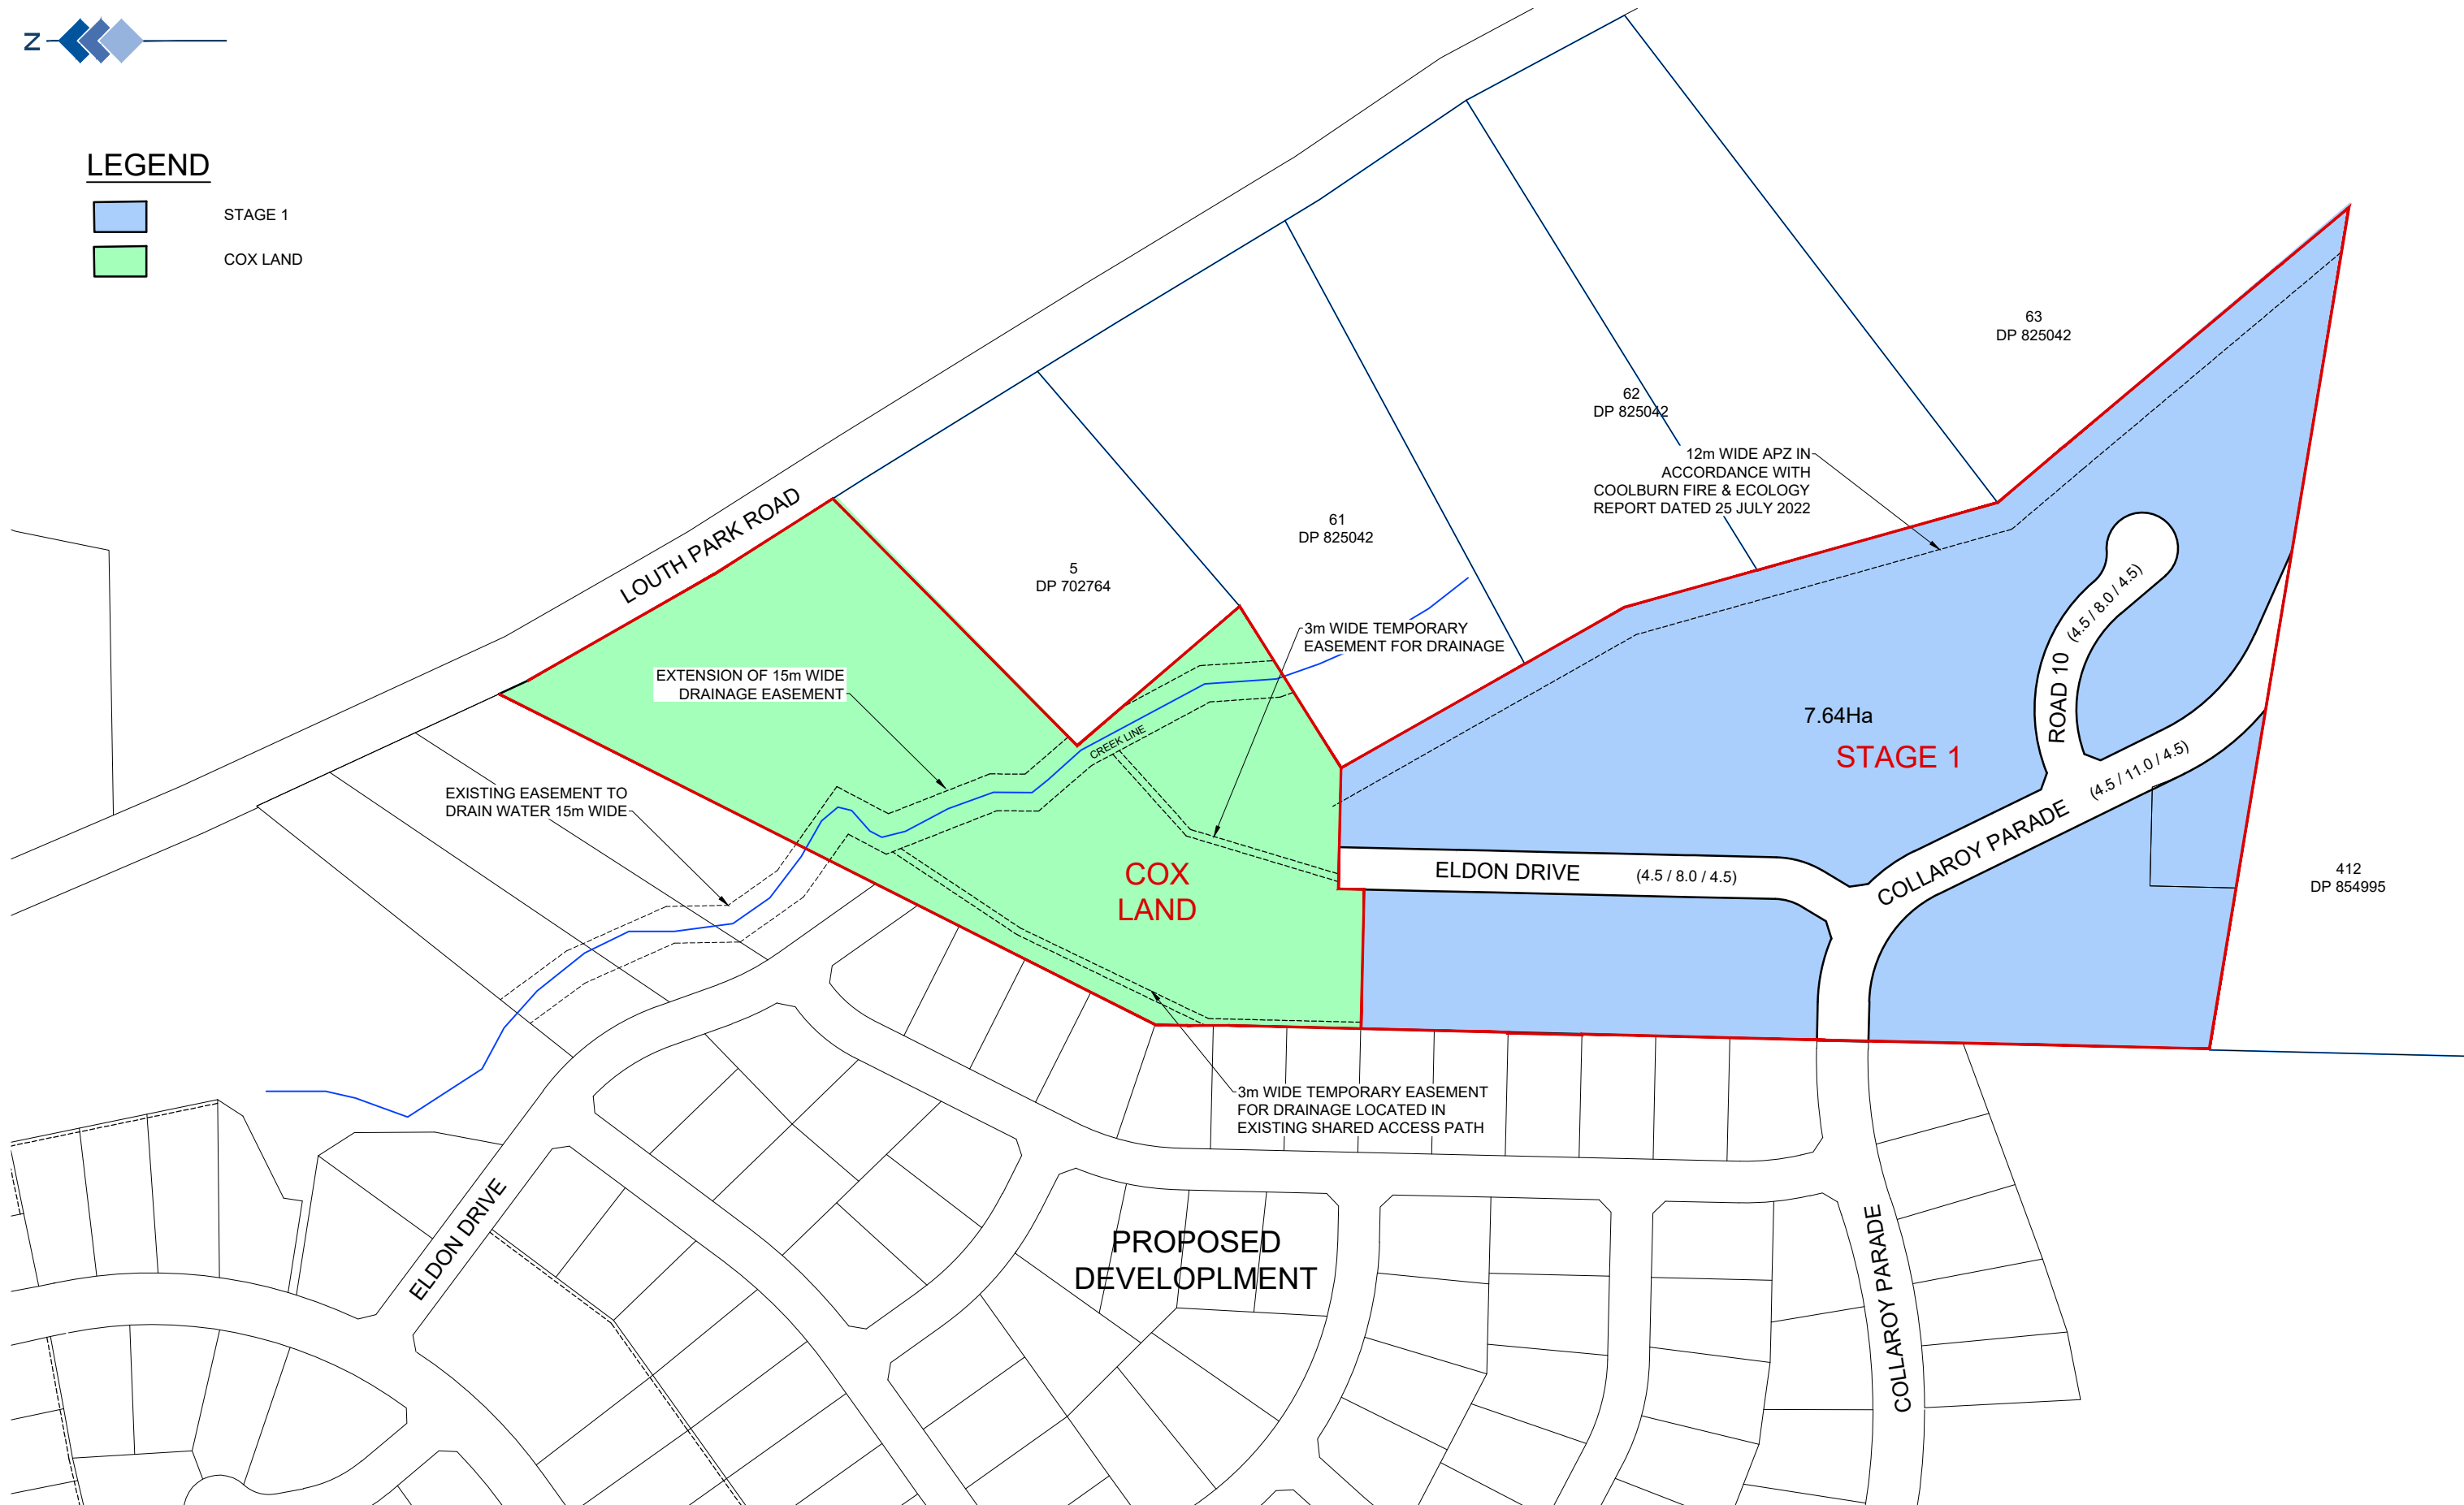 Z
LEGEND
STAGE 1
COX LAND
63
DP 825042
62
DP 825042
12m WIDE APZ IN
ACCORDANCE WITH
COOLBURN FIRE & ECOLOGY
REPORT DATED 25 JULY 2022
LOUTH PARK ROAD
61
DP 825042
5
DP 702764
3m WIDE TEMPORARY
EASEMENT FOR DRAINAGE
EXTENSION OF 15m WIDE
DRAINAGE EASEMENT
CREEK LINE
EXISTING EASEMENT TO
DRAIN WATER 15m WIDE
7.64Ha
STAGE 1
ROAD 10 (4.5 / 8.0 / 4.5)
COLLAROY PARADE (4.5 / 11.0 / 4.5)
COX
LAND
ELDON DRIVE (4.5 / 8.0 / 4.5)
412
DP 854995
3m WIDE TEMPORARY EASEMENT
FOR DRAINAGE LOCATED IN
EXISTING SHARED ACCESS PATH
ELDON DRIVE
PROPOSED
DEVELOPLMENT
COLLAROY PARADE